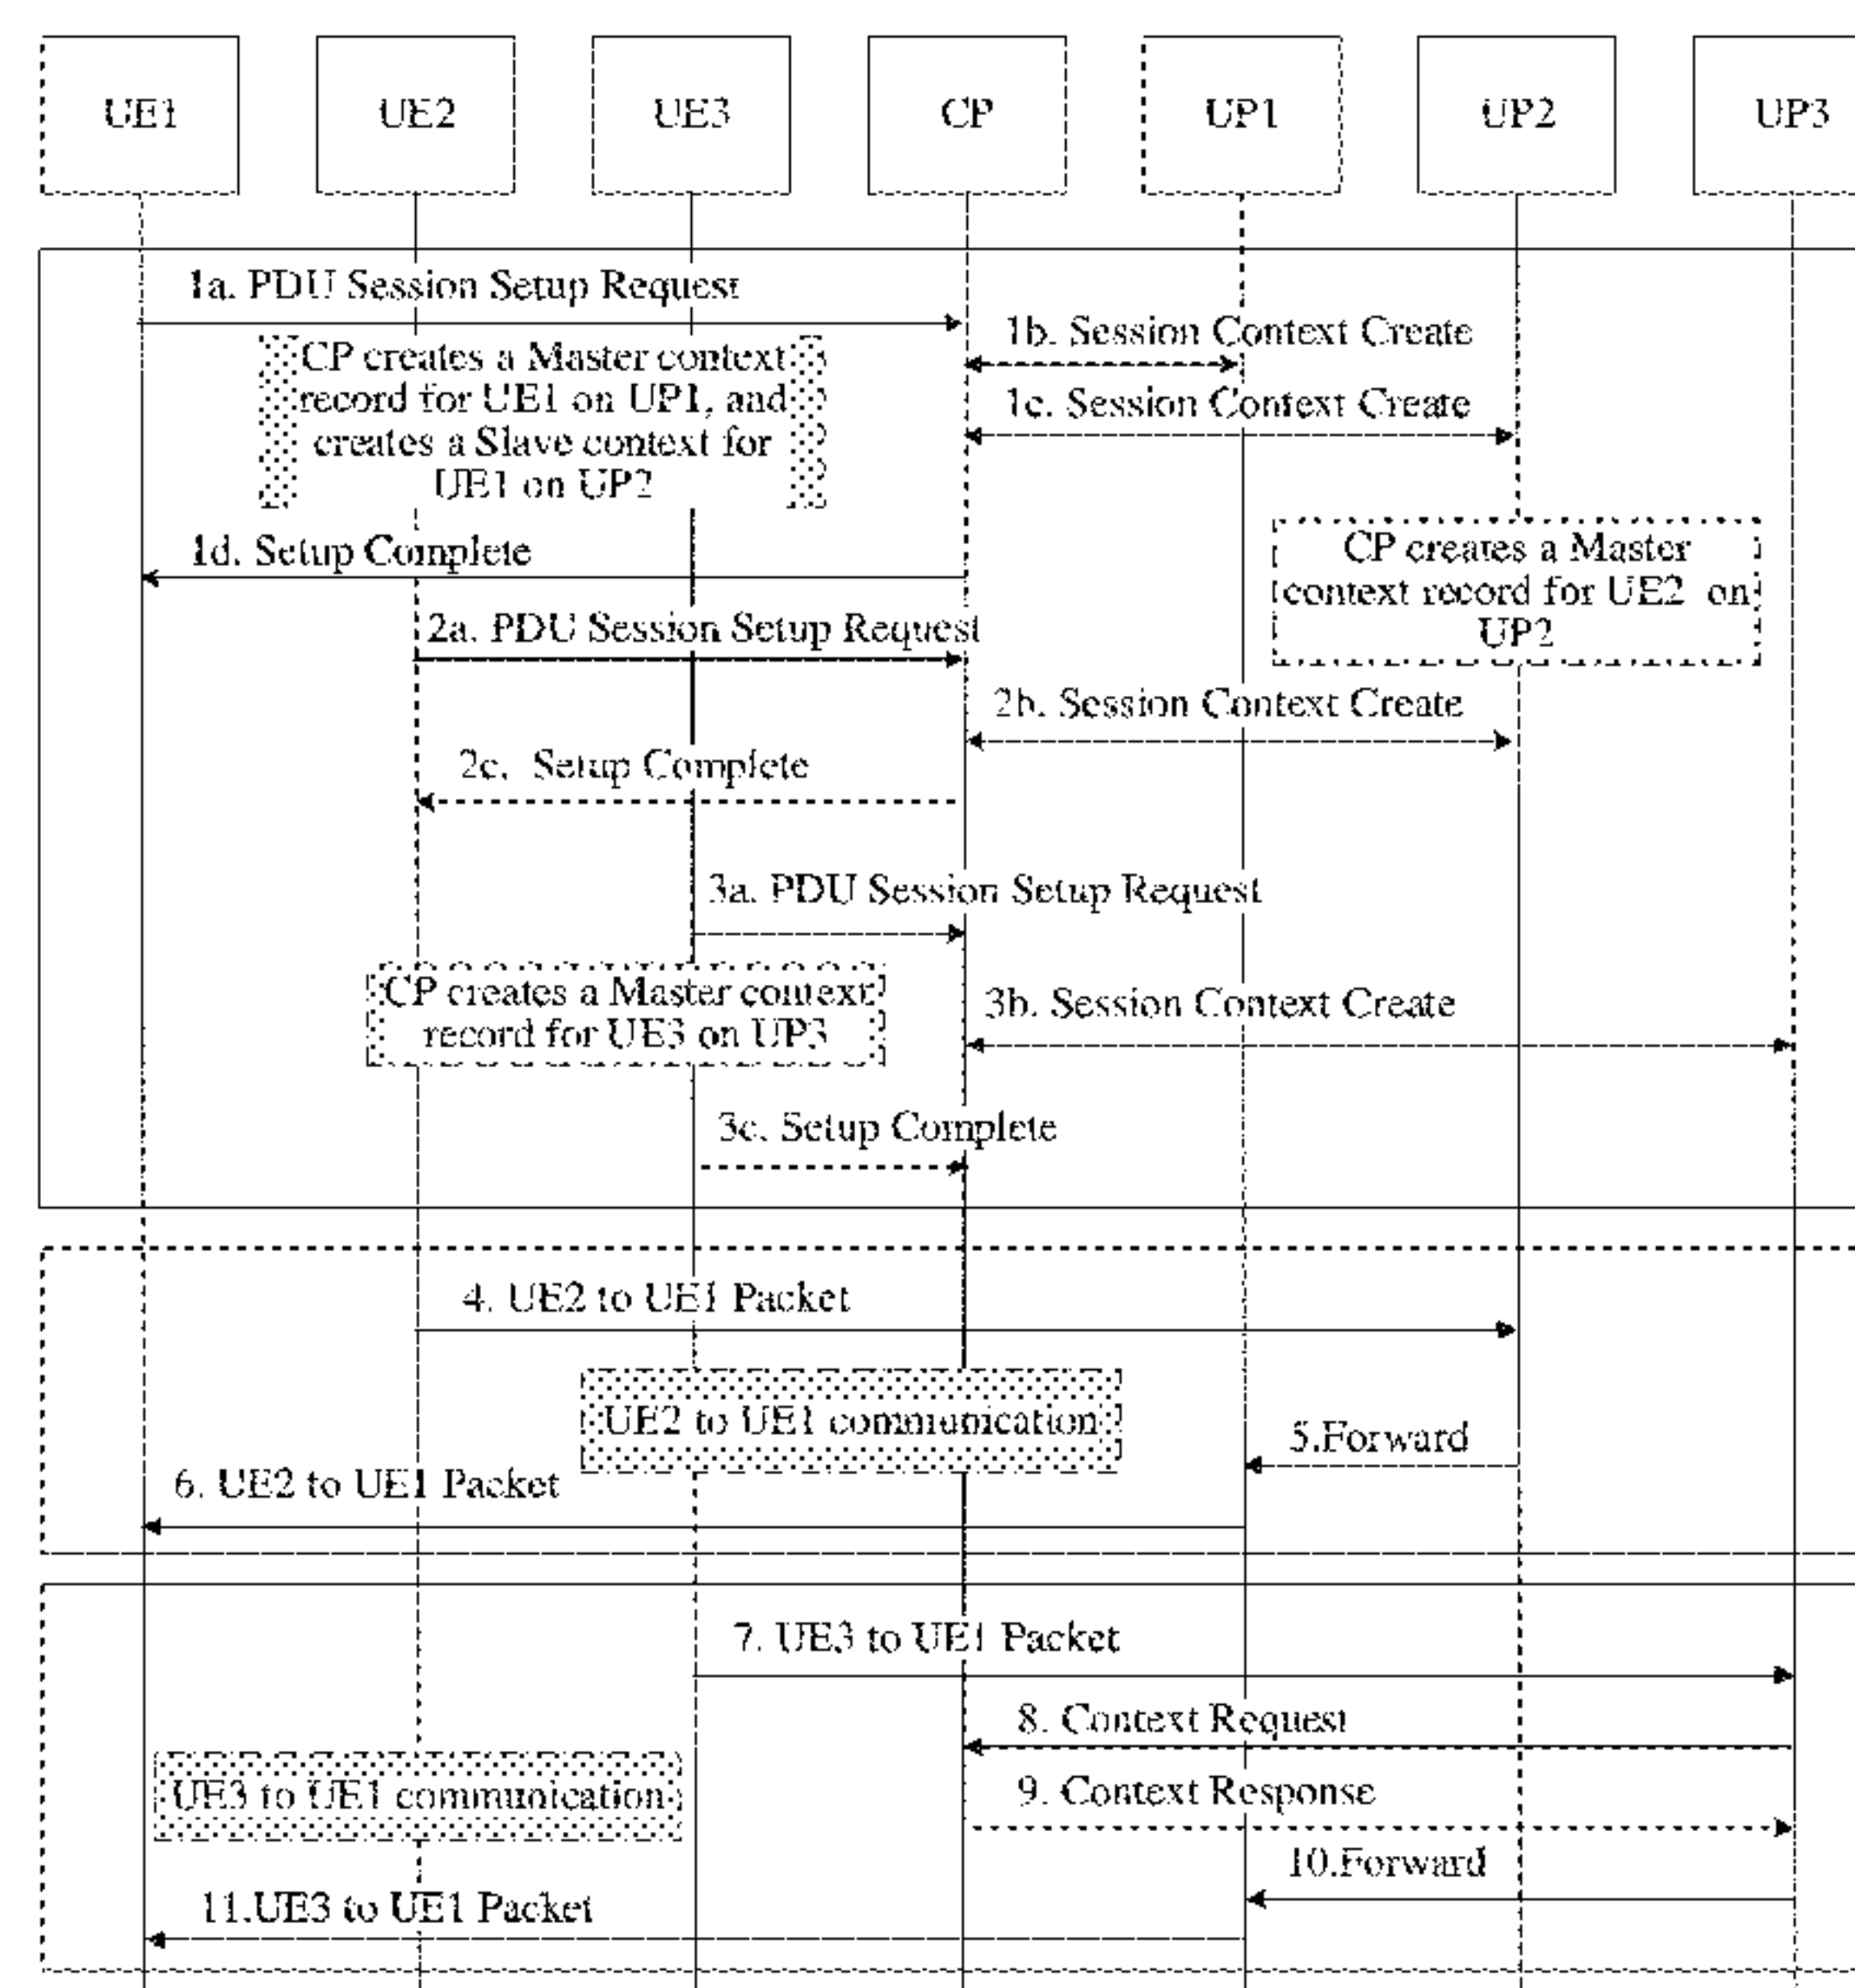 UE1
UE2
UE3
CP
UP1
UP2
UP3
1a. PDU Session Setup Request
1b. Session Context Create
CP creates a Master context
record for UE1 on UP1, and
creates a Slave context for
UE1 on UP2
1c. Session Context Create
1d. Setup Complete
CP creates a Master
context record for UE2 on
UP2
2a. PDU Session Setup Request
2b. Session Context Create
2c. Setup Complete
3a. PDU Session Setup Request
CP creates a Master context
record for UE3 on UP3
3b. Session Context Create
3c. Setup Complete
4. UE2 to UE1 Packet
UE2 to UE1 communication
5.Forward
6. UE2 to UE1 Packet
7. UE3 to UE1 Packet
8. Context Request
UE3 to UE1 communication
9. Context Response
10.Forward
11.UE3 to UE1 Packet